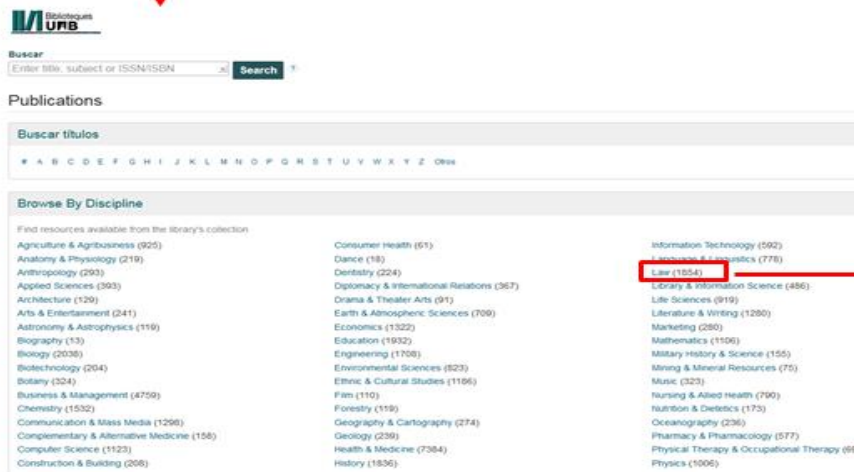 Biblioteques
UAB
Buscar
Enter title, subject or ISSN/ISBN
Search
Publications
Buscar títulos
# A B C D E F G H I J K L M N O P Q R S T U V W X Y Z Otros
Browse By Discipline
Find resources available from the library's collection
Agriculture & Agribusiness (925)
Anatomy & Physiology (219)
Anthropology (293)
Applied Sciences (393)
Architecture (129)
Arts & Entertainment (241)
Astronomy & Astrophysics (119)
Biography (13)
Biology (2038)
Biotechnology (204)
Botany (324)
Business & Management (4759)
Chemistry (1532)
Communication & Mass Media (1298)
Complementary & Alternative Medicine (158)
Computer Science (1123)
Construction & Building (208)
Consumer Health (61)
Dance (18)
Dentistry (224)
Diplomacy & International Relations (367)
Drama & Theater Arts (91)
Earth & Atmospheric Sciences (709)
Economics (1322)
Education (1932)
Engineering (1708)
Environmental Sciences (823)
Ethnic & Cultural Studies (1186)
Film (110)
Forestry (119)
Geography & Cartography (274)
Geology (239)
Health & Medicine (7384)
History (1836)
Information Technology (592)
Language & Linguistics (778)
Law (1854)
Library & Information Science (486)
Life Sciences (919)
Literature & Writing (1280)
Marketing (280)
Mathematics (1106)
Military History & Science (155)
Mining & Mineral Resources (75)
Music (323)
Nursing & Allied Health (790)
Nutrition & Dietetics (173)
Oceanography (236)
Pharmacy & Pharmacology (577)
Physical Therapy & Occupational Therapy
Physics (1006)